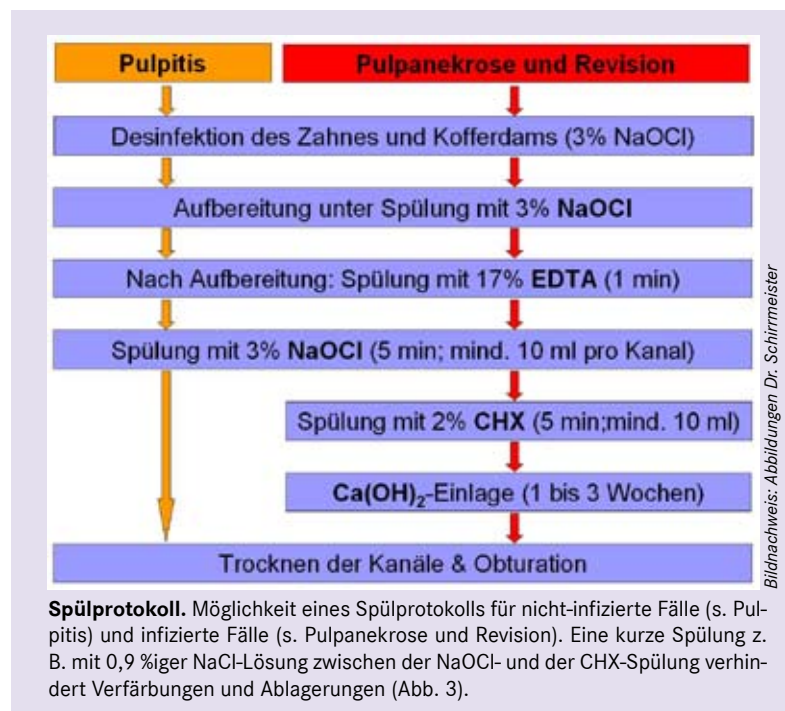 Pulpitis
Pulpanekrose und Revision
Desinfektion des Zahnes und Kofferdams (3% NaOCl)
Aufbereitung unter Spülung mit 3% NaOCl
Nach Aufbereitung: Spülung mit 17% EDTA (1 min)
Spülung mit 3% NaOCl (5 min; mind. 10 ml pro Kanal)
Spülung mit 2% CHX (5 min;mind. 10 ml)
Ca(OH)₂-Einlage (1 bis 3 Wochen)
Trocknen der Kanäle & Obturation
Bildnachweis: Abbildungen Dr. Schirrmeister
Spülprotokoll. Möglichkeit eines Spülprotokolls für nicht-infizierte Fälle (s. Pul-
pitis) und infizierte Fälle (s. Pulpanekrose und Revision). Eine kurze Spülung z.
B. mit 0,9 %iger NaCl-Lösung zwischen der NaOCl- und der CHX-Spülung verhin-
dert Verfärbungen und Ablagerungen (Abb. 3).